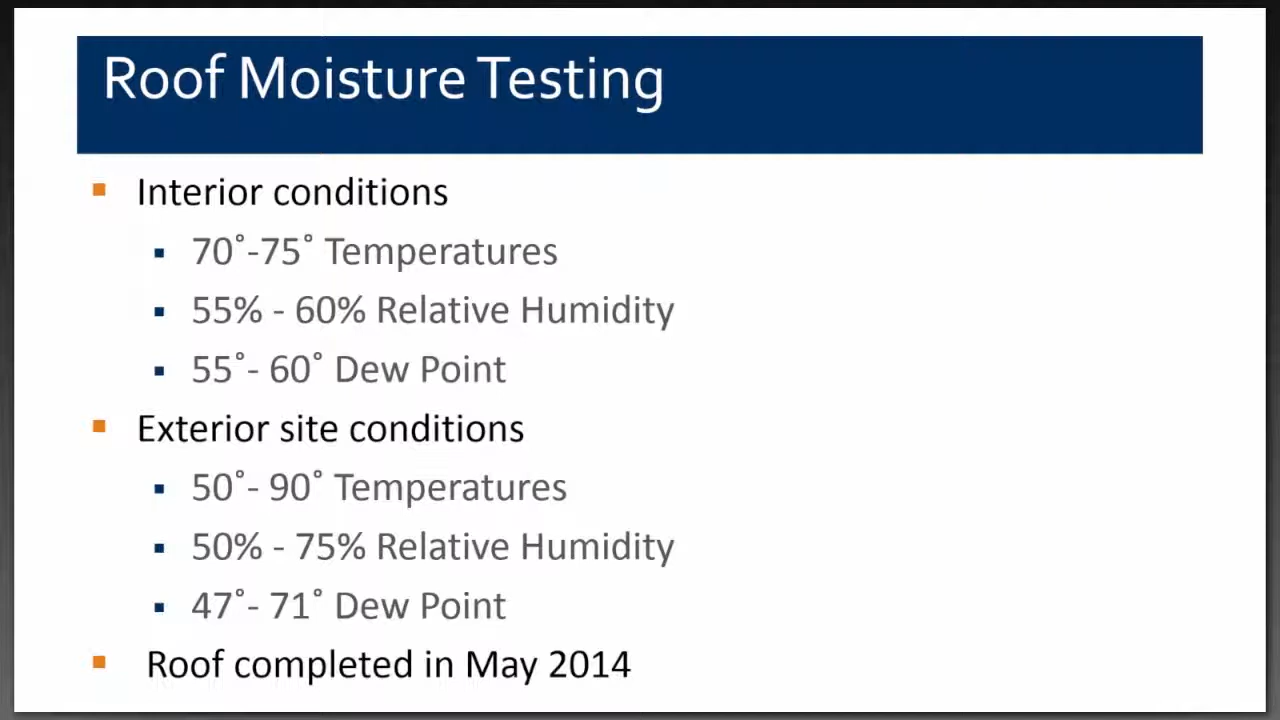 Roof Moisture Testing
Interior conditions
70˚-75˚ Temperatures
55% - 60% Relative Humidity
55˚- 60˚ Dew Point
Exterior site conditions
50˚- 90˚ Temperatures
50% - 75% Relative Humidity
47˚- 71˚ Dew Point
Roof completed in May 2014